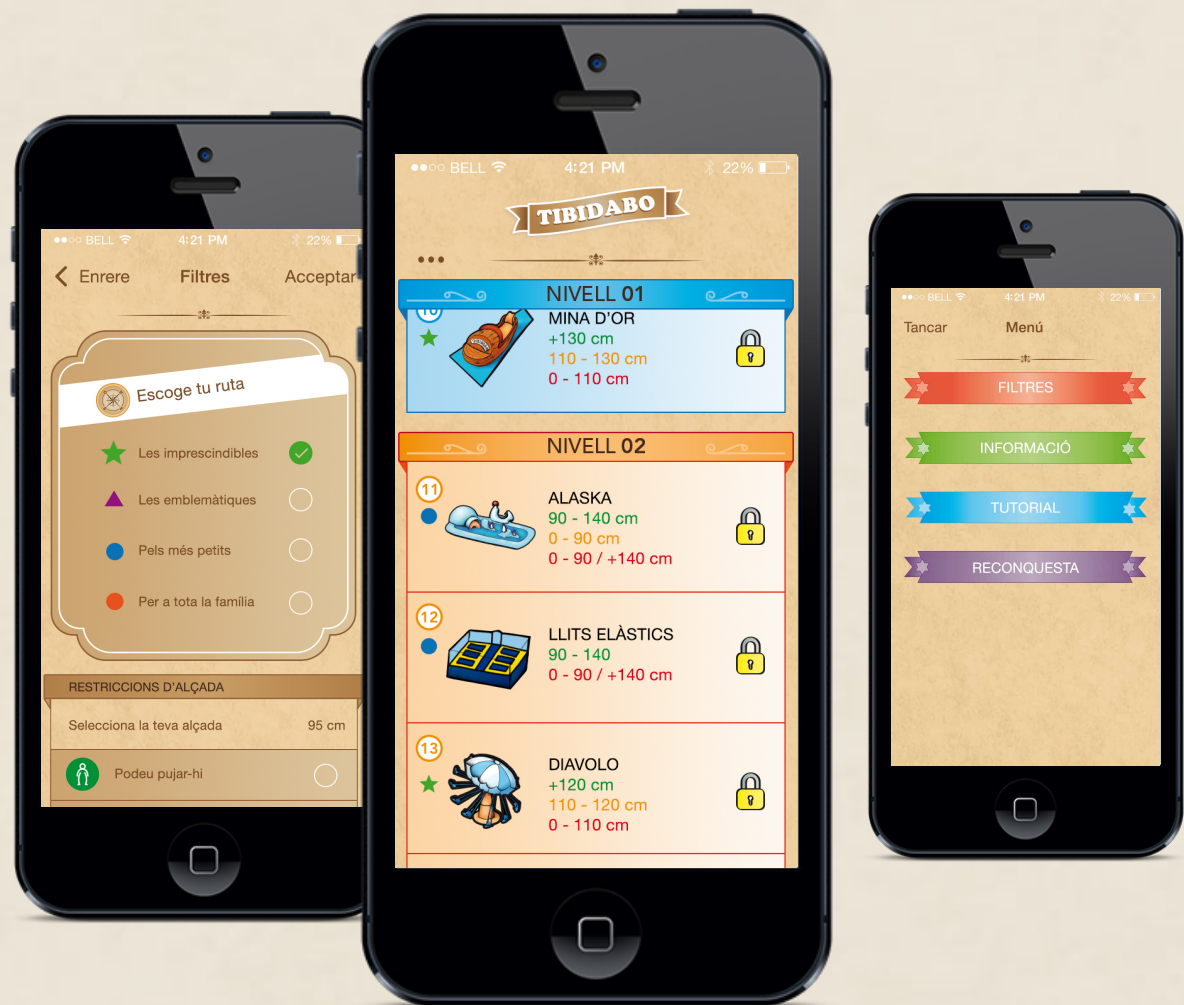 ●●○○ BELL 4:21 PM 22%
Enrere Filtres Acceptar
Escoge tu ruta
Les imprescindibles
Les emblemàtiques
Pels més petits
Per a tota la família
RESTRICCIONS D'ALÇADA
Selecciona la teva alçada 95 cm
Podeu pujar-hi
●●○○ BELL 4:21 PM 22%
TIBIDABO
•••
NIVELL 01
MINA D'OR
+130 cm
110 - 130 cm
0 - 110 cm
NIVELL 02
11
ALASKA
90 - 140 cm
0 - 90 cm
0 - 90 / +140 cm
12
LLITS ELÀSTICS
90 - 140
0 - 90 / +140 cm
13
DIAVOLO
+120 cm
110 - 120 cm
0 - 110 cm
●●○○ BELL 4:21 PM 22%
Tancar Menú
FILTRES
INFORMACIÓ
TUTORIAL
RECONQUESTA